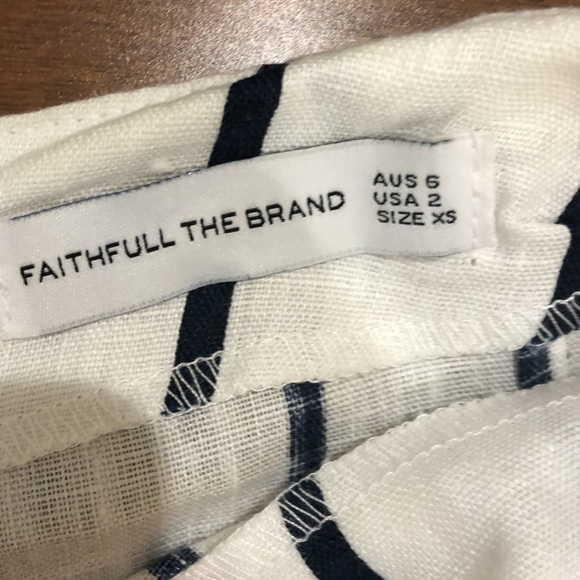 FAITHFULL THE BRAND
AUS 6
USA 2
SIZE XS